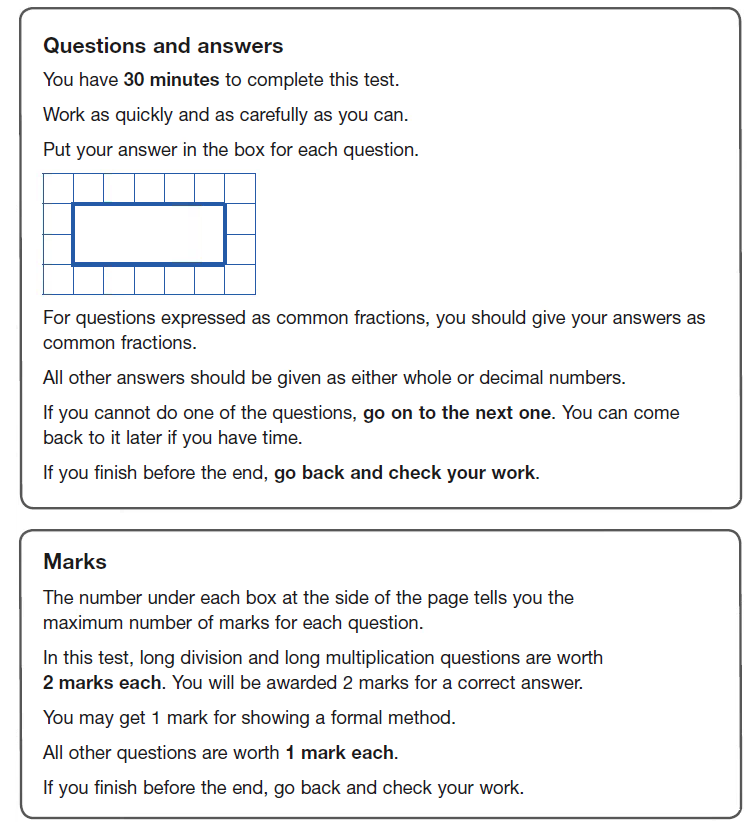 Questions and answers
You have 30 minutes to complete this test.
Work as quickly and as carefully as you can.
Put your answer in the box for each question.
For questions expressed as common fractions, you should give your answers as
common fractions.
All other answers should be given as either whole or decimal numbers.
If you cannot do one of the questions, go on to the next one. You can come
back to it later if you have time.
If you finish before the end, go back and check your work.
Marks
The number under each box at the side of the page tells you the
maximum number of marks for each question.
In this test, long division and long multiplication questions are worth
2 marks each. You will be awarded 2 marks for a correct answer.
You may get 1 mark for showing a formal method.
All other questions are worth 1 mark each.
If you finish before the end, go back and check your work.